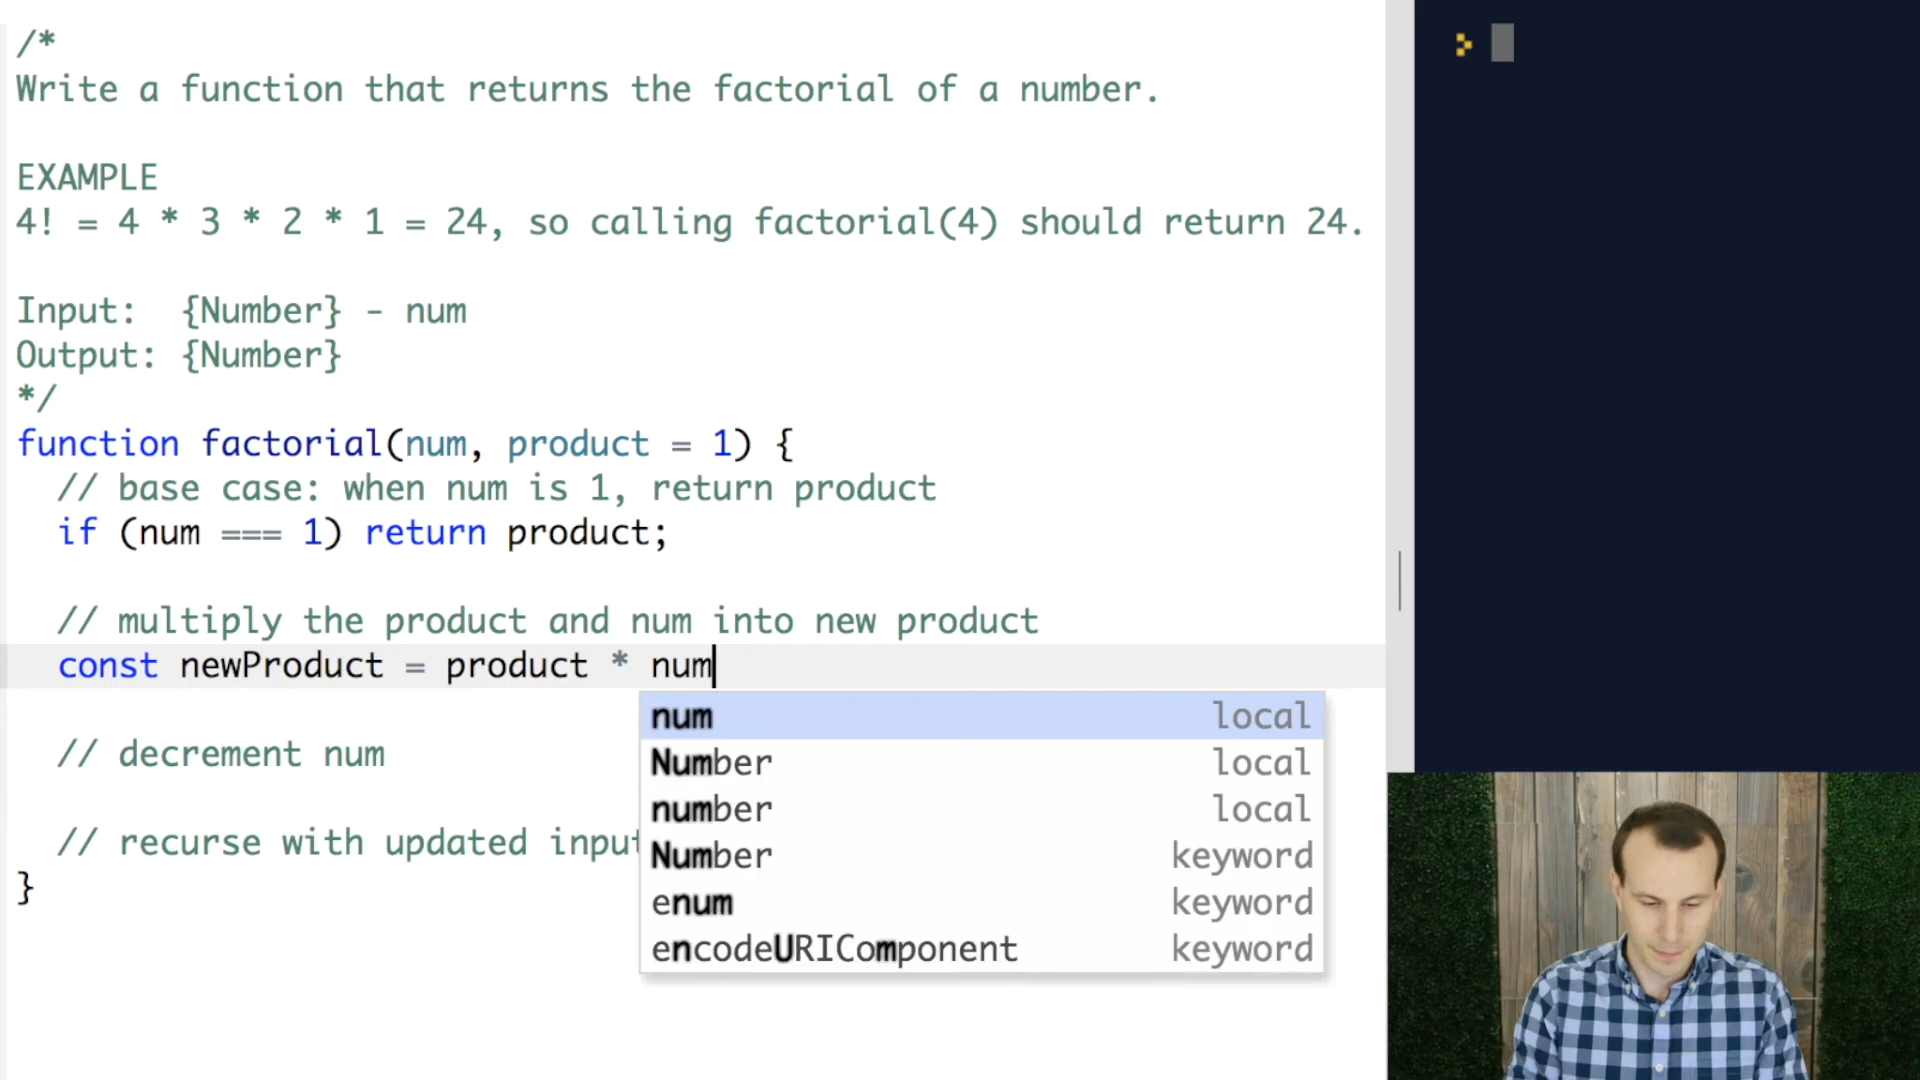 /*
Write a function that returns the factorial of a number.
EXAMPLE
4! = 4 * 3 * 2 * 1 = 24, so calling factorial(4) should return 24.
Input:  {Number} - num
Output: {Number}
*/
function factorial(num, product = 1) {
  // base case: when num is 1, return product
  if (num === 1) return product;
  // multiply the product and num into new product
  const newProduct = product * num
num local
Number local
  // decrement num
number local
  // recurse with updated input
Number keyword
}
enum keyword
encodeURIComponent keyword